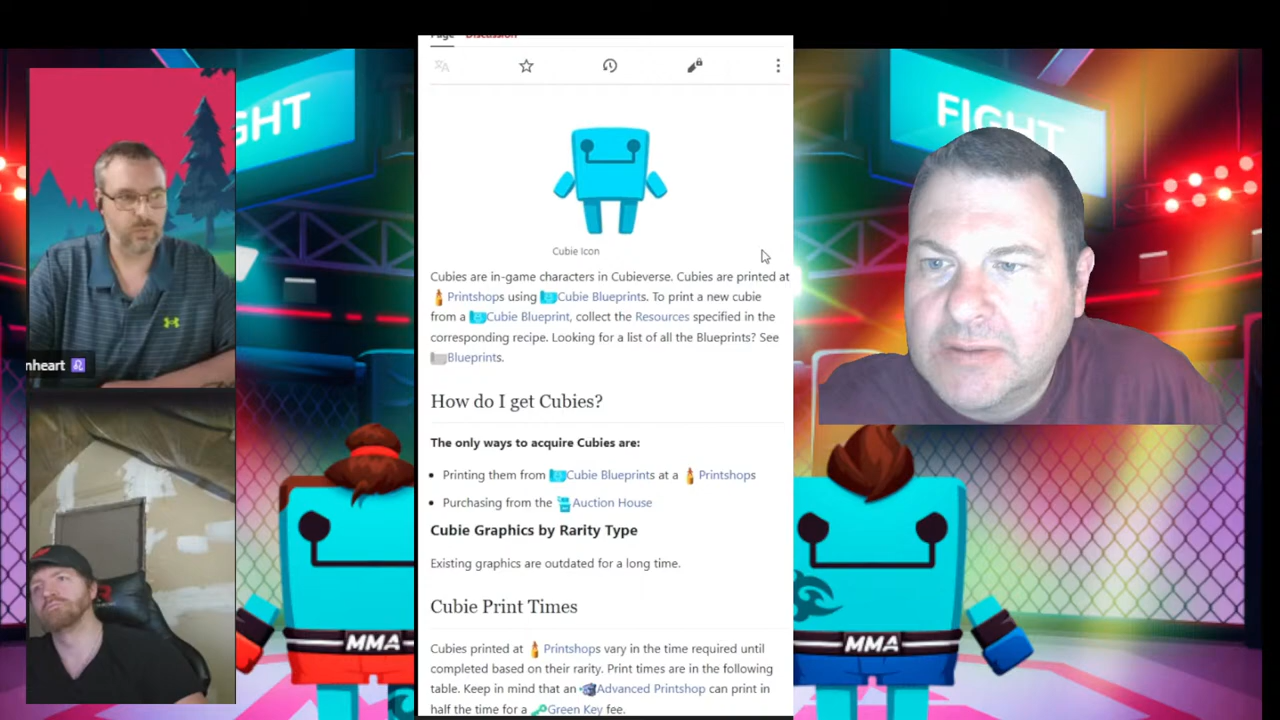 Page Discussion
GHT
FIGHT
Cubie Icon
Cubies are in-game characters in Cubieverse. Cubies are printed at
Printshops using Cubie Blueprints. To print a new cubie
from a Cubie Blueprint, collect the Resources specified in the
corresponding recipe. Looking for a list of all the Blueprints? See
Blueprints.
nheart
How do I get Cubies?
The only ways to acquire Cubies are:
• Printing them from Cubie Blueprints at a Printshops
• Purchasing from the Auction House
Cubie Graphics by Rarity Type
Existing graphics are outdated for a long time.
Cubie Print Times
Cubies printed at Printshops vary in the time required until
completed based on their rarity. Print times are in the following
table. Keep in mind that an Advanced Printshop can print in
half the time for a Green Key fee.
MMA
MMA